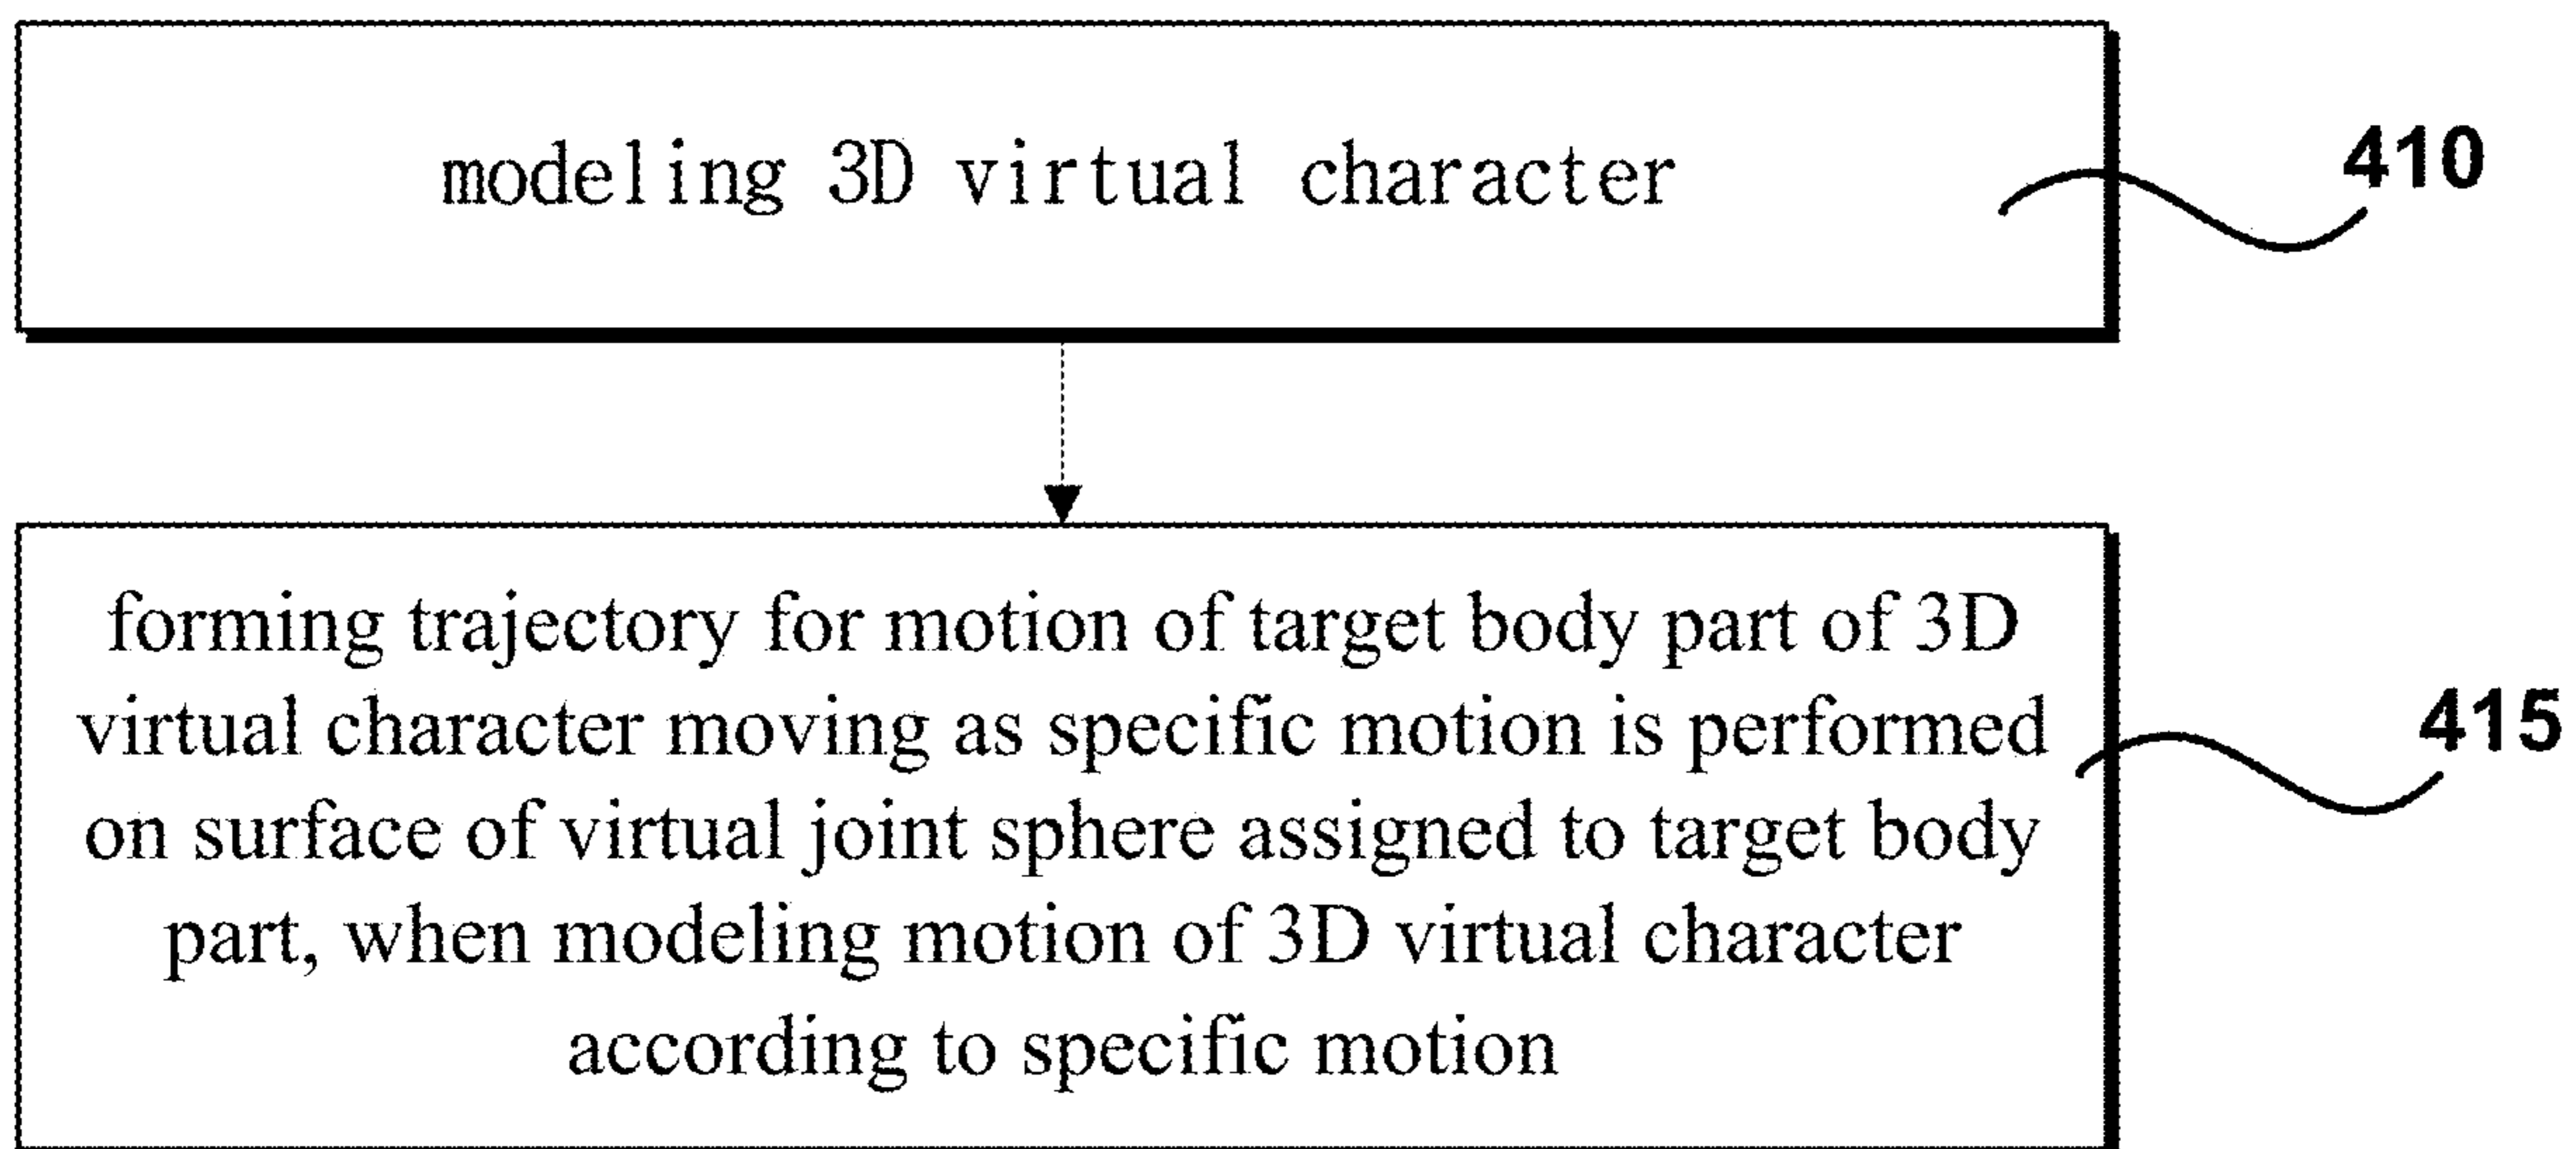 modeling 3D virtual character
410
forming trajectory for motion of target body part of 3D
virtual character moving as specific motion is performed
on surface of virtual joint sphere assigned to target body
part, when modeling motion of 3D virtual character
according to specific motion
415